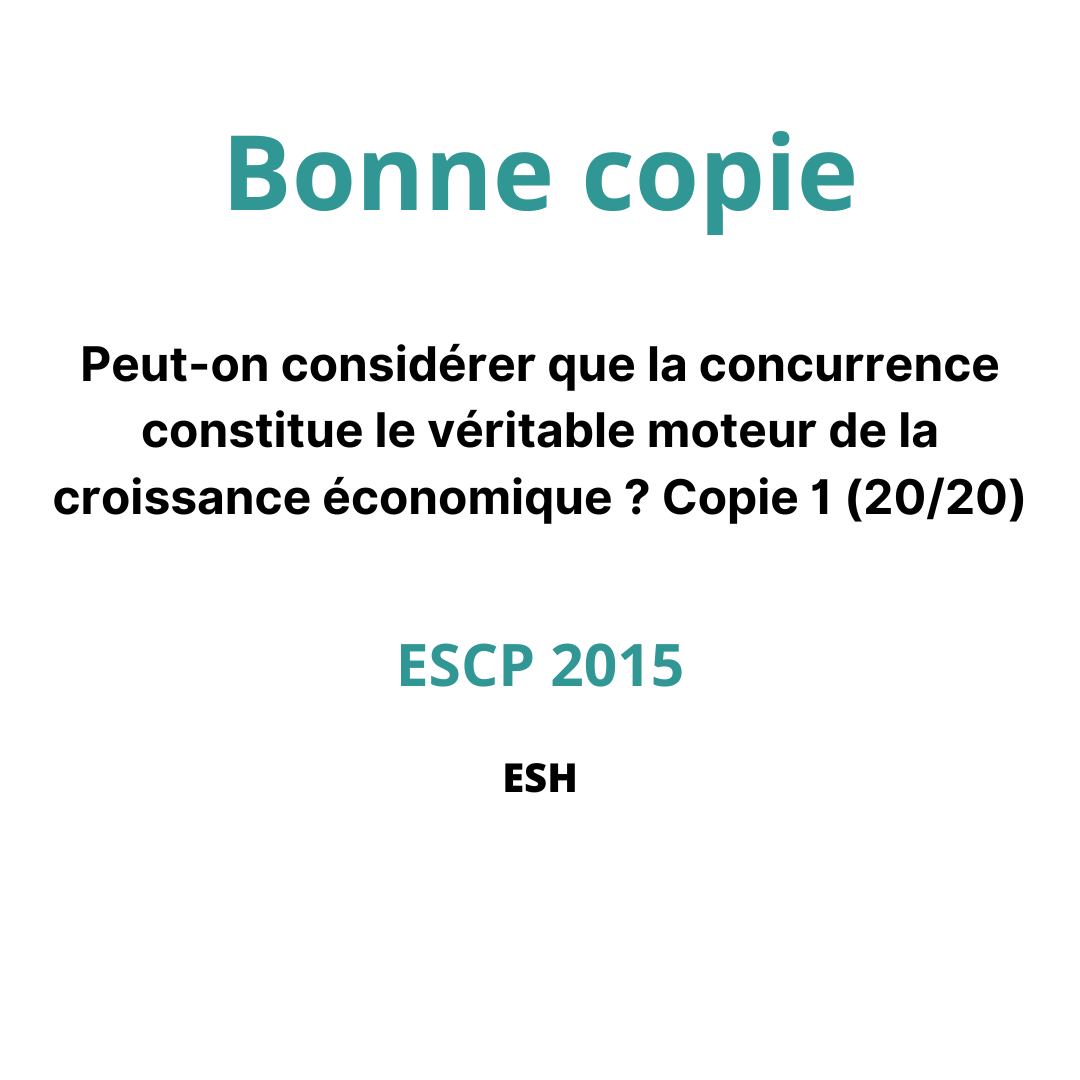 Bonne copie
Peut-on considérer que la concurrence
constitue le véritable moteur de la
croissance économique ? Copie 1 (20/20)
ESCP 2015
ESH